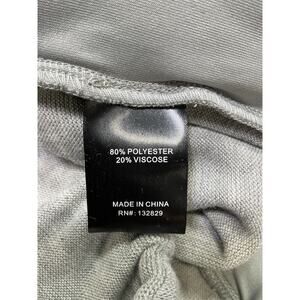 80% POLYESTER
20% VISCOSE
MADE IN CHINA
RN#: 132829